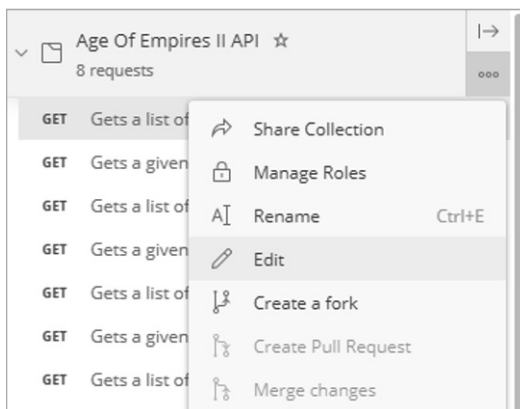 Age Of Empires II API
8 requests
GET Gets a list of
GET Gets a given
GET Gets a list of
GET Gets a given
GET Gets a list of
GET Gets a given
GET Gets a list of
Share Collection
Manage Roles
Rename Ctrl+E
Edit
Create a fork
Create Pull Request
Merge changes